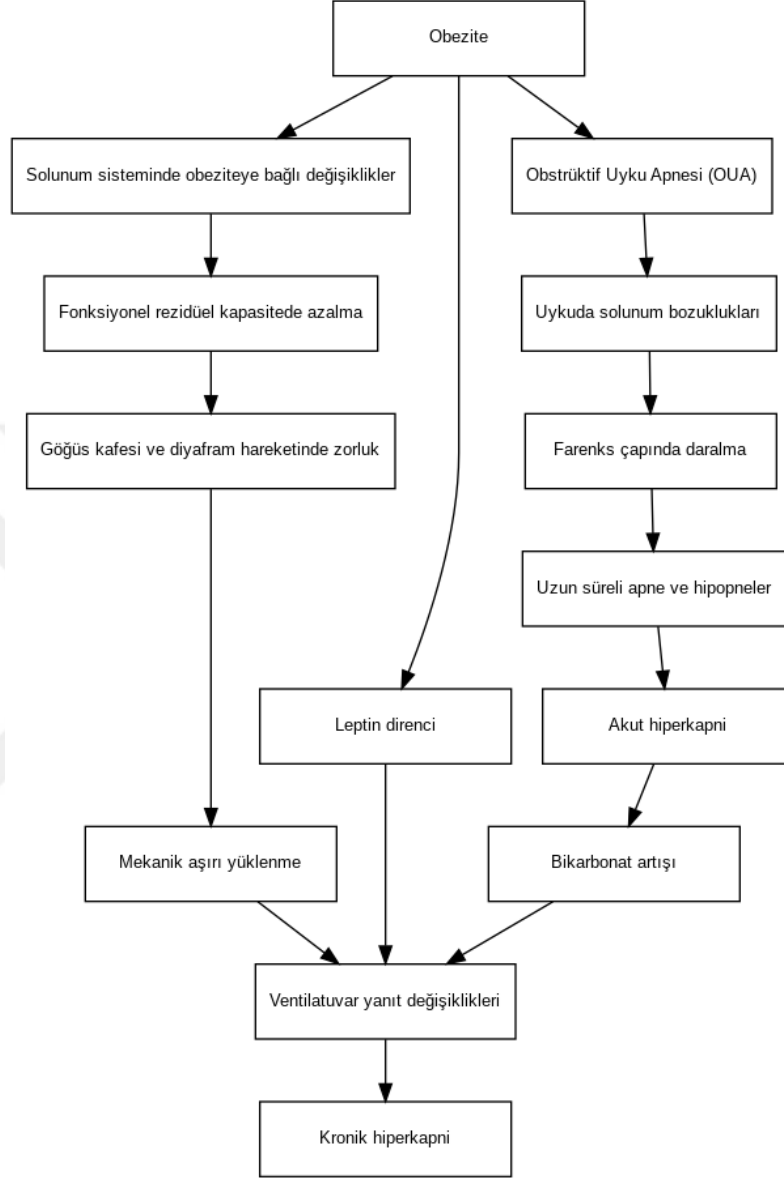 Obezite
Solunum sisteminde obeziteye bağlı değişiklikler
Obstrüktif Uyku Apnesi (OUA)
Fonksiyonel rezidüel kapasitede azalma
Uykuda solunum bozuklukları
Göğüs kafesi ve diyafram hareketinde zorluk
Farenks çapında daralma
Uzun süreli apne ve hipopneler
Leptin direnci
Akut hiperkapni
Mekanik aşırı yüklenme
Bikarbonat artışı
Ventilatuvar yanıt değişiklikleri
Kronik hiperkapni